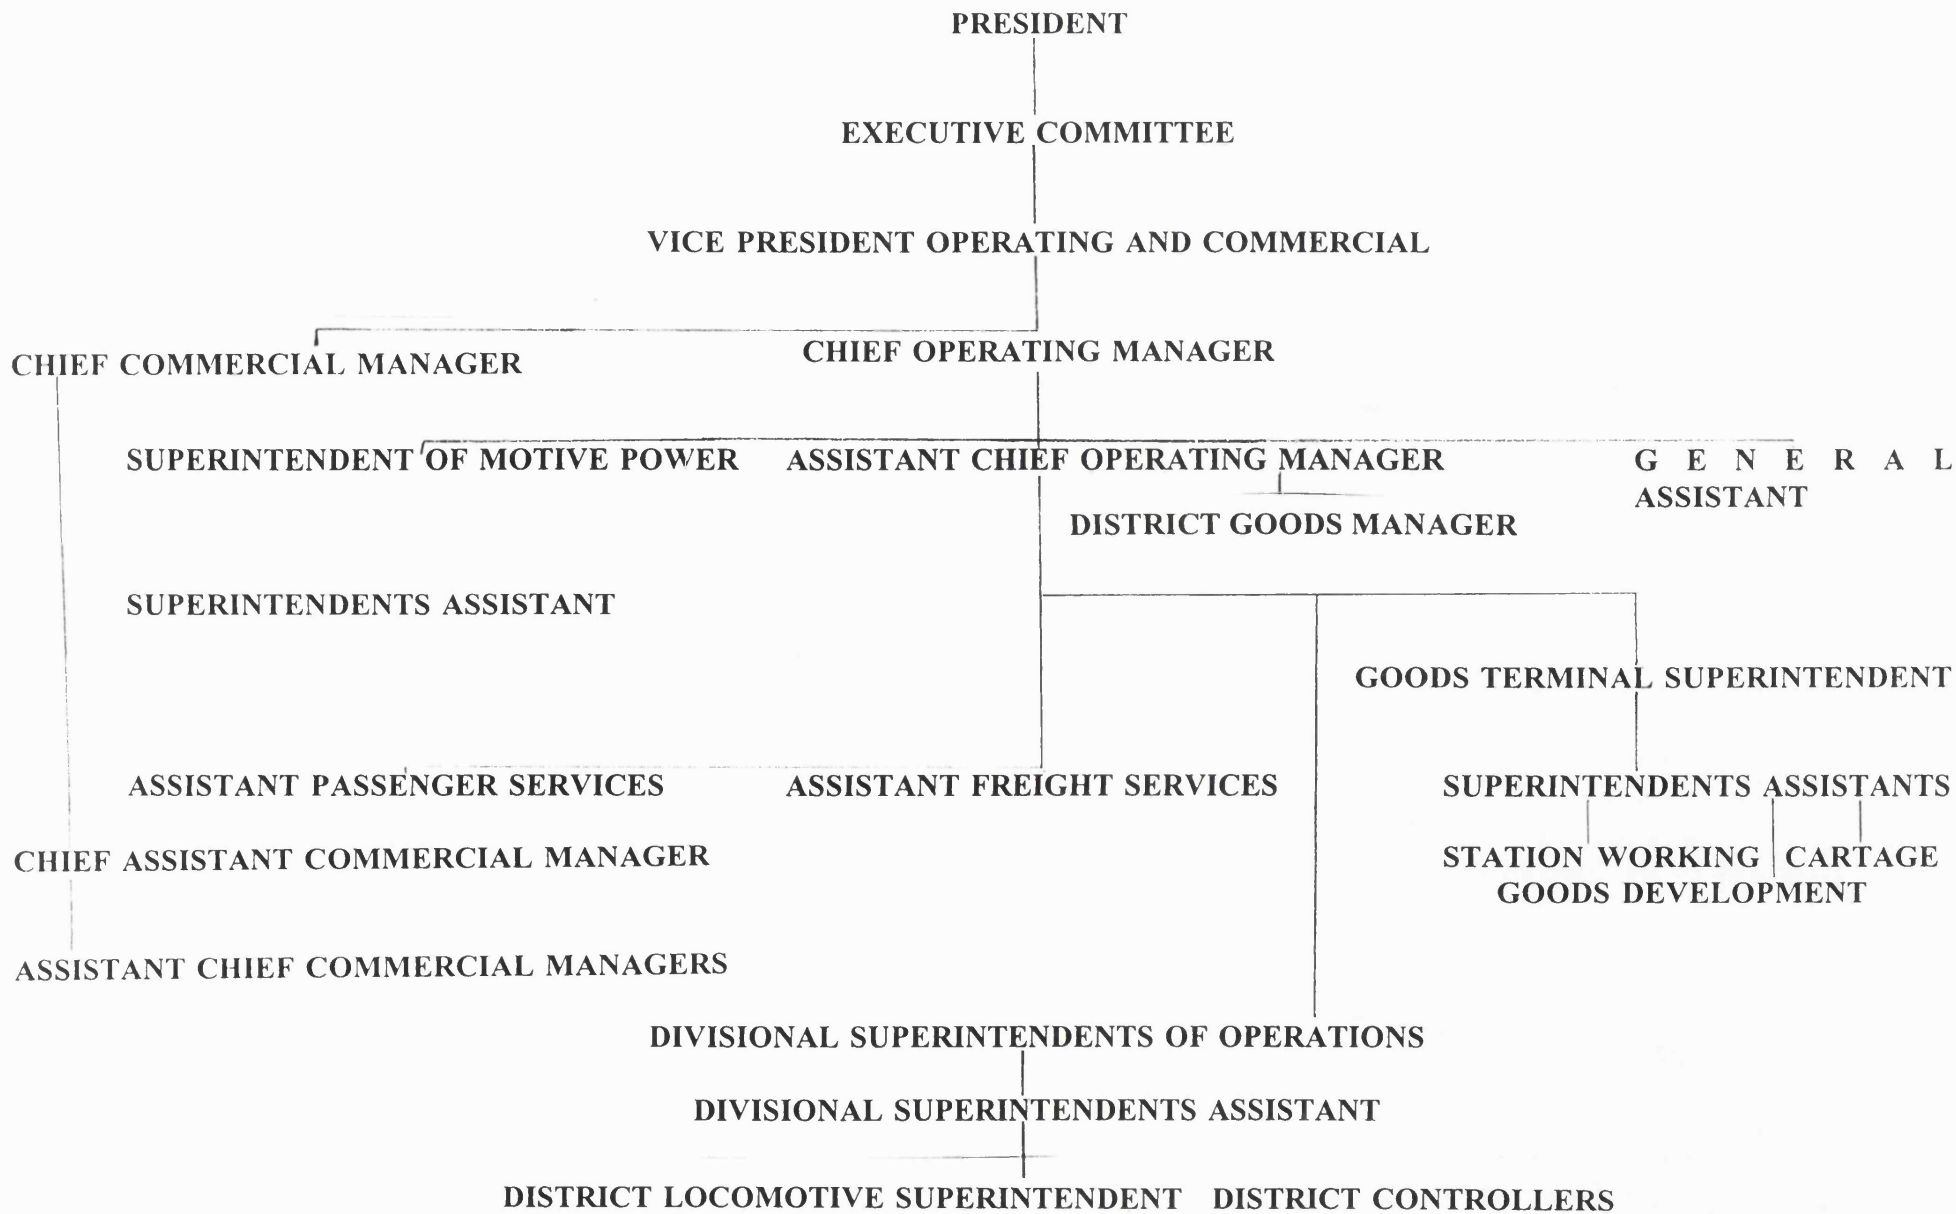 PRESIDENT
EXECUTIVE COMMITTEE
VICE PRESIDENT OPERATING AND COMMERCIAL
CHIEF COMMERCIAL MANAGER
CHIEF OPERATING MANAGER
SUPERINTENDENT OF MOTIVE POWER
ASSISTANT CHIEF OPERATING MANAGER
GENERAL
ASSISTANT
DISTRICT GOODS MANAGER
SUPERINTENDENTS ASSISTANT
GOODS TERMINAL SUPERINTENDENT
ASSISTANT PASSENGER SERVICES
ASSISTANT FREIGHT SERVICES
SUPERINTENDENTS ASSISTANTS
CHIEF ASSISTANT COMMERCIAL MANAGER
STATION WORKING
CARTAGE
GOODS DEVELOPMENT
ASSISTANT CHIEF COMMERCIAL MANAGERS
DIVISIONAL SUPERINTENDENTS OF OPERATIONS
DIVISIONAL SUPERINTENDENTS ASSISTANT
DISTRICT LOCOMOTIVE SUPERINTENDENT
DISTRICT CONTROLLERS